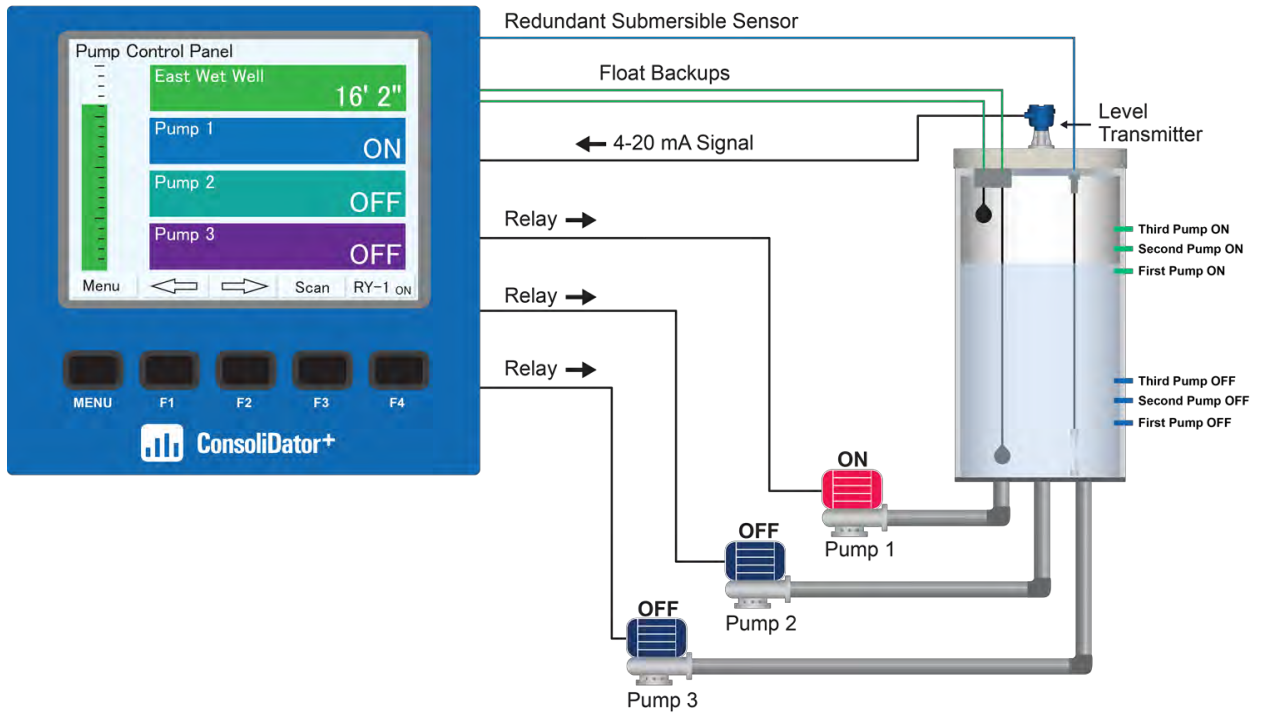 Redundant Submersible Sensor
Pump Control Panel
East Wet Well
16' 2"
Pump 1
ON
Pump 2
OFF
Pump 3
OFF
Menu
Scan
RY-1 ON
MENU
F1
F2
F3
F4
ConsoliDator+
Float Backups
4-20 mA Signal
Level
Transmitter
Relay
Relay
Relay
Third Pump ON
Second Pump ON
First Pump ON
Third Pump OFF
Second Pump OFF
First Pump OFF
ON
Pump 1
OFF
Pump 2
OFF
Pump 3